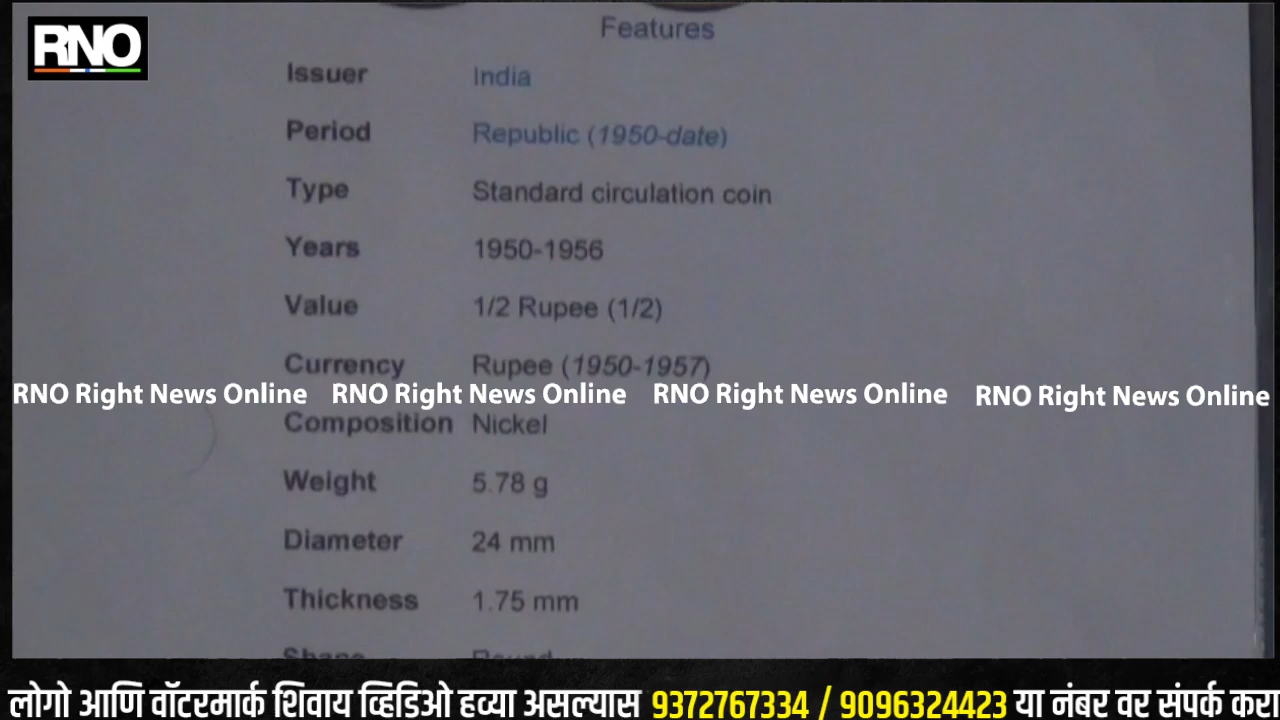 RNO
Features
Issuer India
Period Republic (1950-date)
Type Standard circulation coin
Years 1950-1956
Value 1/2 Rupee (1/2)
Currency Rupee (1950-1957)
RNO Right News Online RNO Right News Online RNO Right News Online RNO Right News Online
Composition Nickel
Weight 5.78 g
Diameter 24 mm
Thickness 1.75 mm
Shape Round
लोगो आणि वॉटरमार्क शिवाय व्हिडिओ हव्या असल्यास 9372767334 / 9096324423 या नंबर वर संपर्क करा